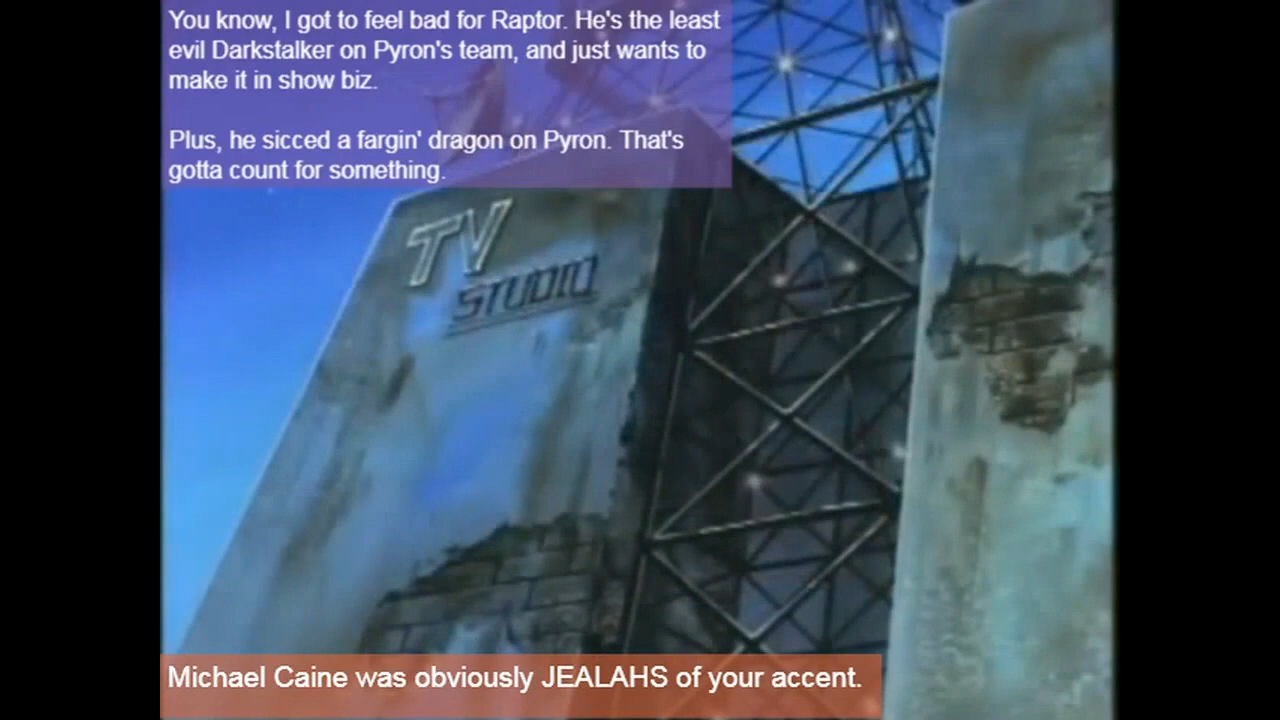 You know, I got to feel bad for Raptor. He's the least
evil Darkstalker on Pyron's team, and just wants to
make it in show biz.
Plus, he sicced a fargin' dragon on Pyron. That's
gotta count for something.
TV
STUDIO
Michael Caine was obviously JEALAHS of your accent.